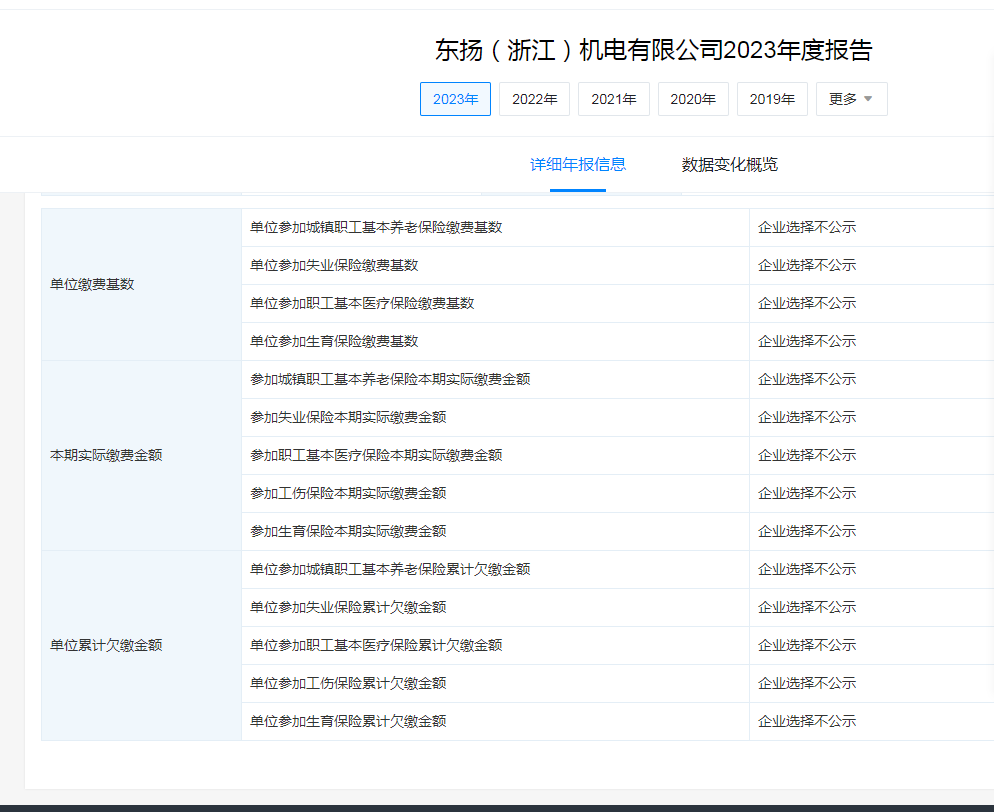 东扬（浙江）机电有限公司2023年度报告
2023年 2022年 2021年 2020年 2019年 更多
详细年报信息 数据变化概览
单位缴费基数
单位参加城镇职工基本养老保险缴费基数 企业选择不公示
单位参加失业保险缴费基数 企业选择不公示
单位参加职工基本医疗保险缴费基数 企业选择不公示
单位参加生育保险缴费基数 企业选择不公示
本期实际缴费金额
参加城镇职工基本养老保险本期实际缴费金额 企业选择不公示
参加失业保险本期实际缴费金额 企业选择不公示
参加职工基本医疗保险本期实际缴费金额 企业选择不公示
参加工伤保险本期实际缴费金额 企业选择不公示
参加生育保险本期实际缴费金额 企业选择不公示
单位累计欠缴金额
单位参加城镇职工基本养老保险累计欠缴金额 企业选择不公示
单位参加失业保险累计欠缴金额 企业选择不公示
单位参加职工基本医疗保险累计欠缴金额 企业选择不公示
单位参加工伤保险累计欠缴金额 企业选择不公示
单位参加生育保险累计欠缴金额 企业选择不公示